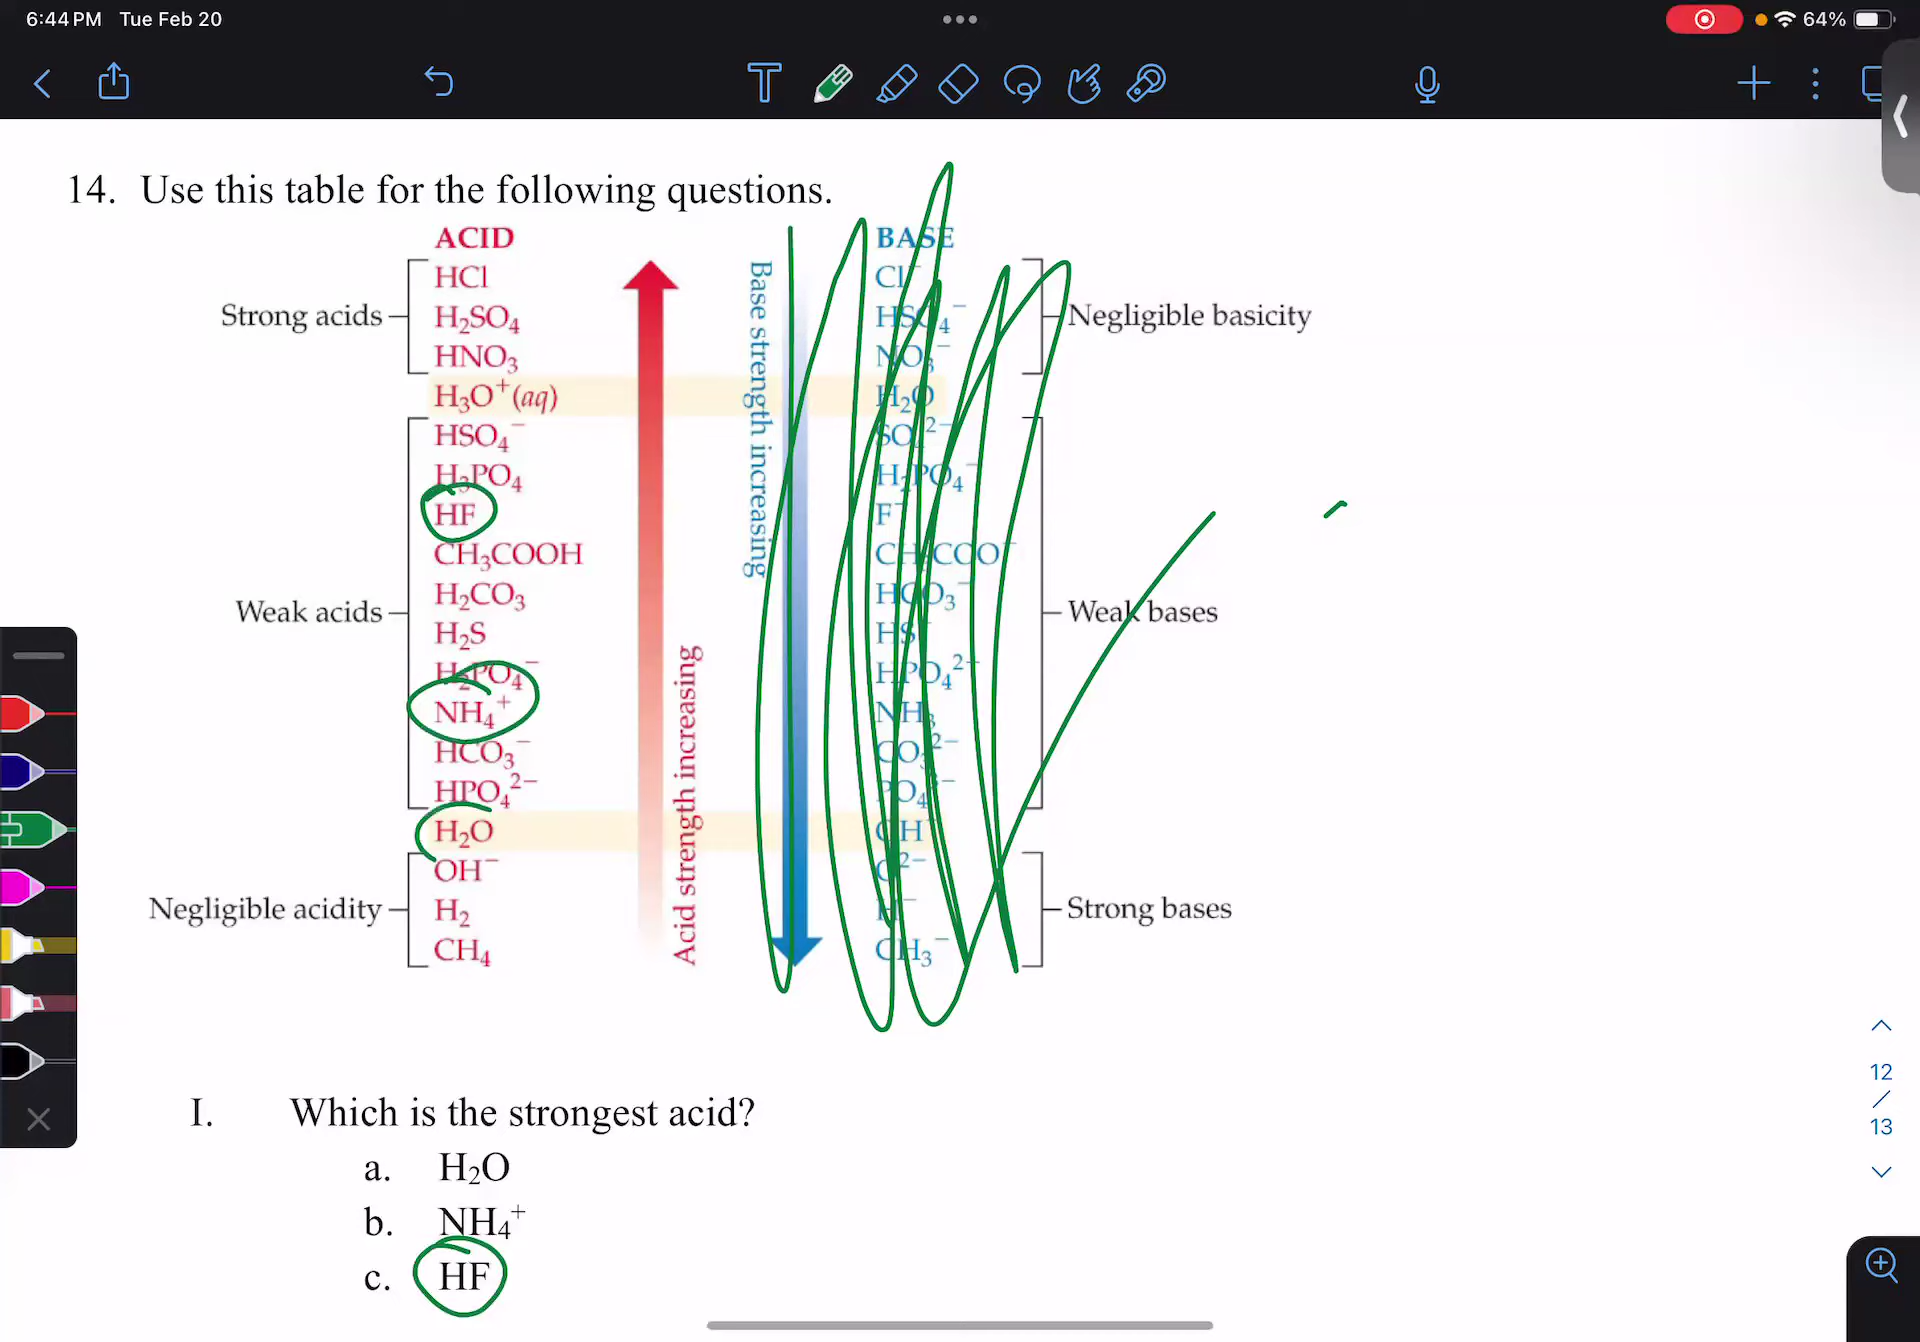 6:44 PM Tue Feb 20
64%
14. Use this table for the following questions.
ACID BASE
HCl Cl⁻
H₂SO₄ HSO₄⁻
HNO₃ NO₃⁻
H₃O⁺(aq) H₂O
HSO₄⁻ SO₄²⁻
H₃PO₄ H₂PO₄⁻
HF F⁻
CH₃COOH CH₃COO⁻
H₂CO₃ HCO₃⁻
H₂S HS⁻
H₂PO₄⁻ HPO₄²⁻
NH₄⁺ NH₃
HCO₃⁻ CO₃²⁻
HPO₄²⁻ PO₄³⁻
H₂O OH⁻
OH⁻ O²⁻
H₂ H⁻
CH₄ CH₃⁻
Strong acids
Weak acids
Negligible acidity
Acid strength increasing
Base strength increasing
Negligible basicity
Weak bases
Strong bases
I. Which is the strongest acid?
a. H₂O
b. NH₄⁺
c. HF
12
/
13